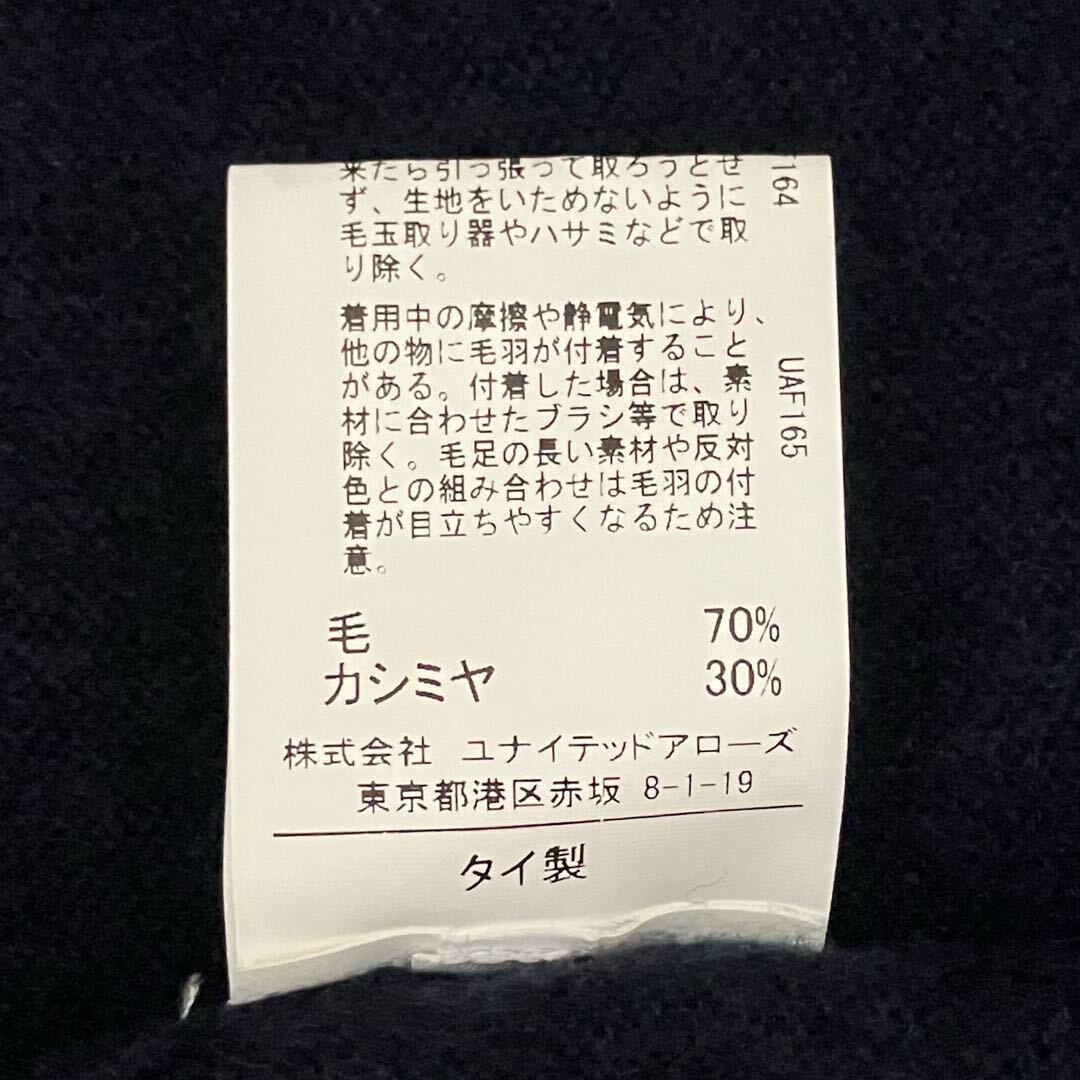 来たら引っ張って取ろうとせ
ず、生地をいためないように
毛玉取り器やハサミなどで取
り除く。
着用中の摩擦や静電気により、
他の物に毛羽が付着すること
がある。付着した場合は、素
材に合わせたブラシ等で取り
除く。毛足の長い素材や反対
色との組み合わせは毛羽の付
着が目立ちやすくなるため注
意。
毛 70%
カシミヤ 30%
株式会社 ユナイテッドアローズ
東京都港区赤坂 8-1-19
タイ製
164
UAF165